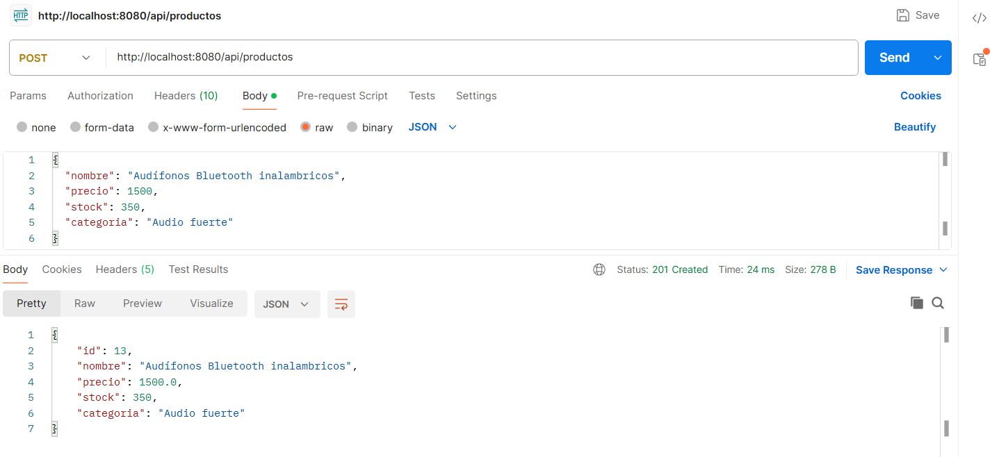 HTTP http://localhost:8080/api/productos Save
POST http://localhost:8080/api/productos Send
Params Authorization Headers (10) Body Pre-request Script Tests Settings Cookies
none form-data x-www-form-urlencoded raw binary JSON Beautify
1 {
2 "nombre": "Audífonos Bluetooth inalambricos",
3 "precio": 1500,
4 "stock": 350,
5 "categoria": "Audio fuerte"
6 }
Body Cookies Headers (5) Test Results Status: 201 Created Time: 24 ms Size: 278 B Save Response
Pretty Raw Preview Visualize JSON
1 {
2 "id": 13,
3 "nombre": "Audífonos Bluetooth inalambricos",
4 "precio": 1500.0,
5 "stock": 350,
6 "categoria": "Audio fuerte"
7 }